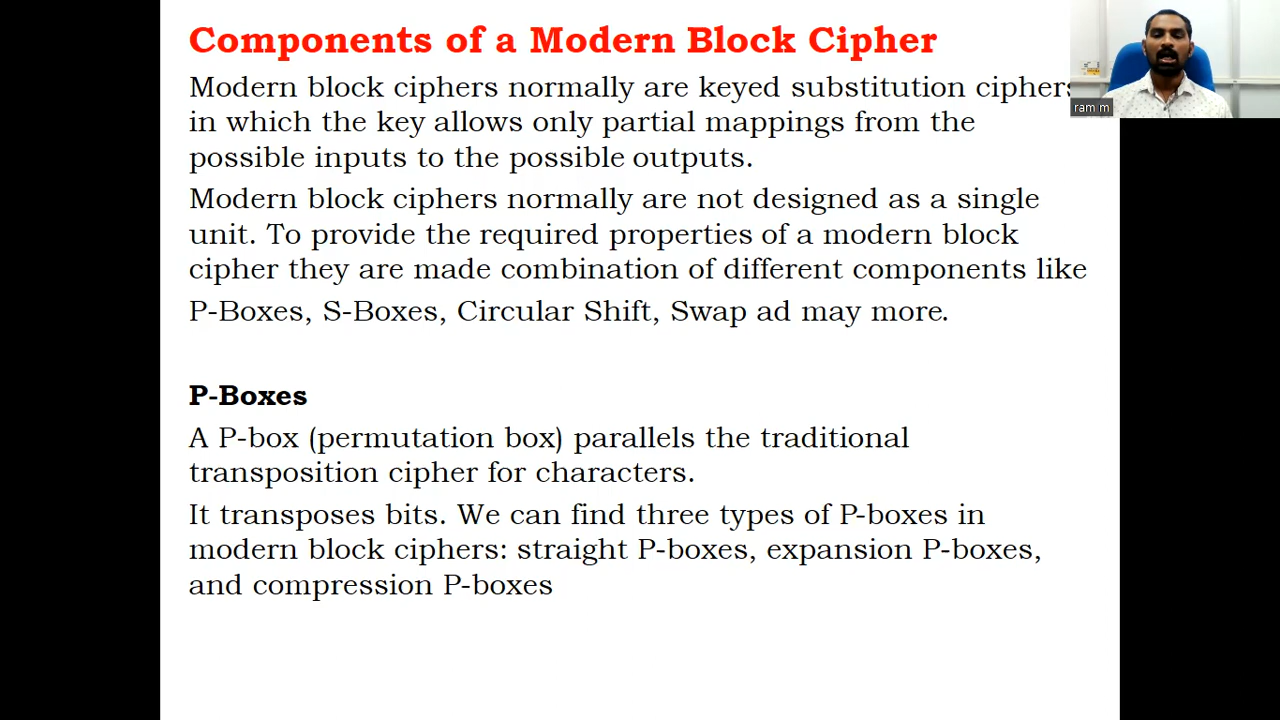 Components of a Modern Block Cipher
Modern block ciphers normally are keyed substitution ciphers
in which the key allows only partial mappings from the
possible inputs to the possible outputs.
Modern block ciphers normally are not designed as a single
unit. To provide the required properties of a modern block
cipher they are made combination of different components like
P-Boxes, S-Boxes, Circular Shift, Swap ad may more.
P-Boxes
A P-box (permutation box) parallels the traditional
transposition cipher for characters.
It transposes bits. We can find three types of P-boxes in
modern block ciphers: straight P-boxes, expansion P-boxes,
and compression P-boxes
ram m